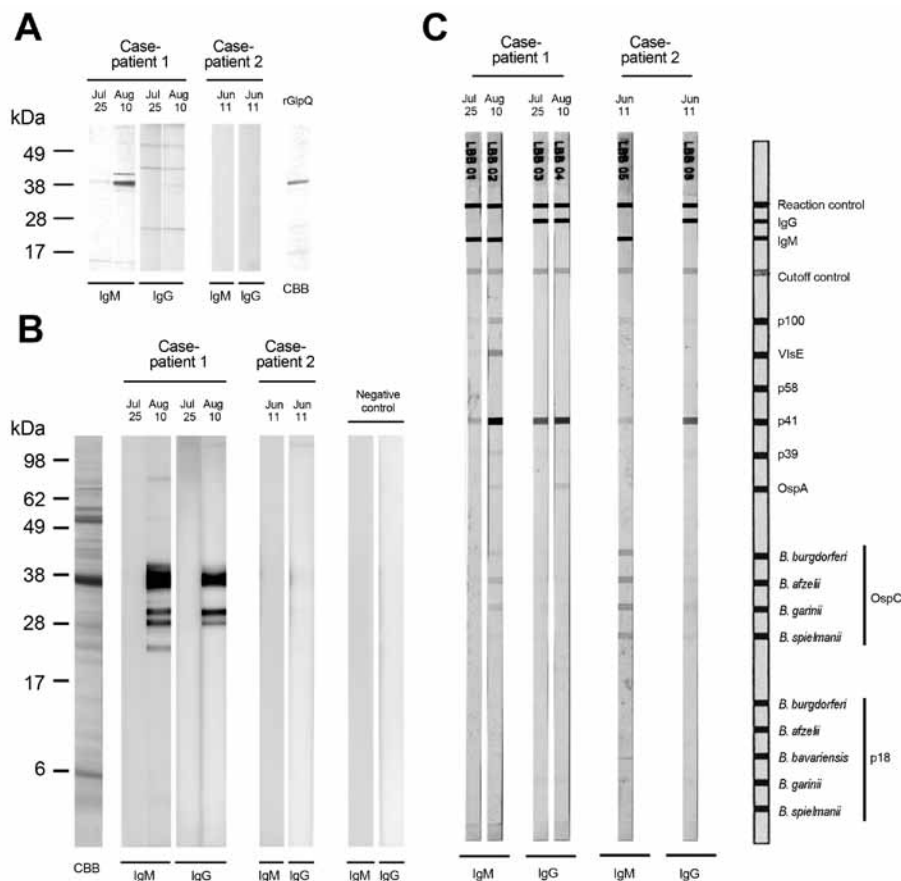 A
Case-
patient 1
Case-
patient 2
Jul
25
Aug
10
Jul
25
Aug
10
Jun
11
Jun
11
rGlpQ
kDa
49
38
28
17
IgM
IgG
IgM
IgG
CBB
B
Case-
patient 1
Case-
patient 2
Negative
control
Jul
25
Aug
10
Jul
25
Aug
10
Jun
11
Jun
11
kDa
98
62
49
38
28
17
6
CBB
IgM
IgG
IgM
IgG
IgM
IgG
C
Case-
patient 1
Case-
patient 2
Jul
25
Aug
10
Jul
25
Aug
10
Jun
11
Jun
11
LBB 01
LBB 02
LBB 03
LBB 04
LBB 05
Reaction control
IgG
IgM
Cutoff control
p100
VlsE
p58
p41
p39
OspA
B. burgdorferi
B. afzelii
B. garinii
B. spielmanii
OspC
B. burgdorferi
B. afzelii
B. bavariensis
B. garinii
B. spielmanii
p18
IgM
IgG
IgM
IgG